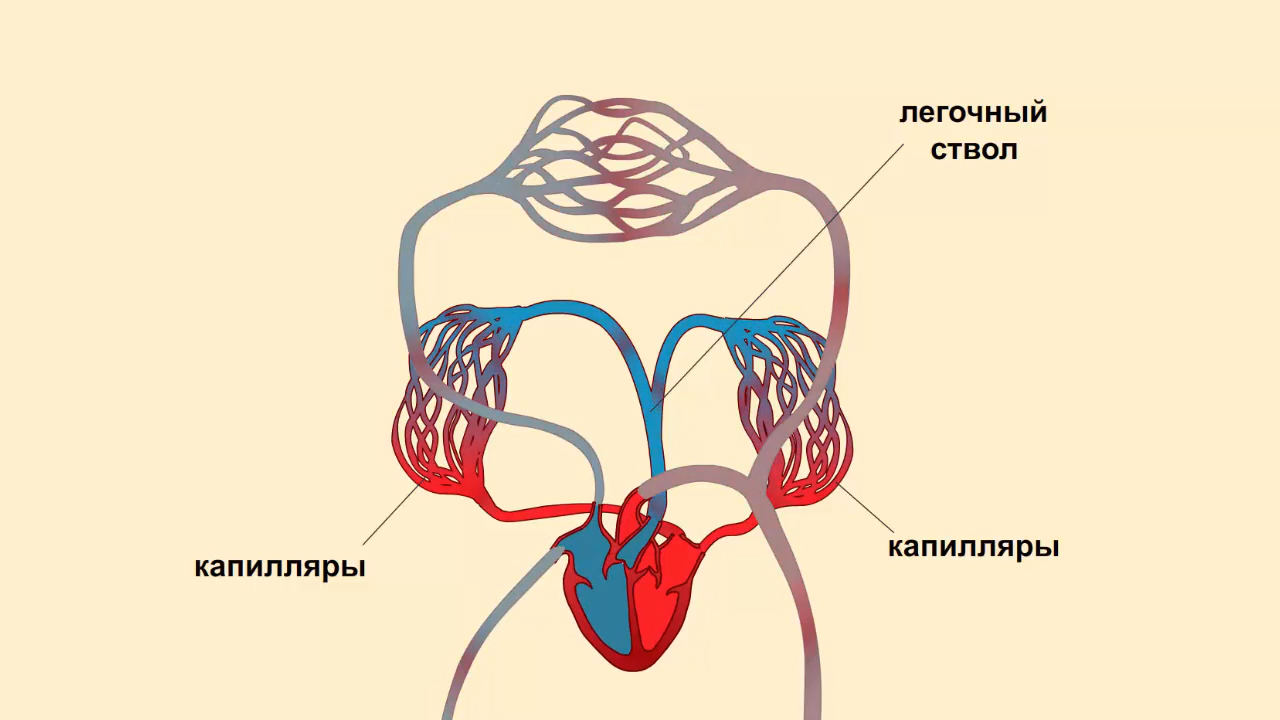 легочный
ствол
капилляры
капилляры